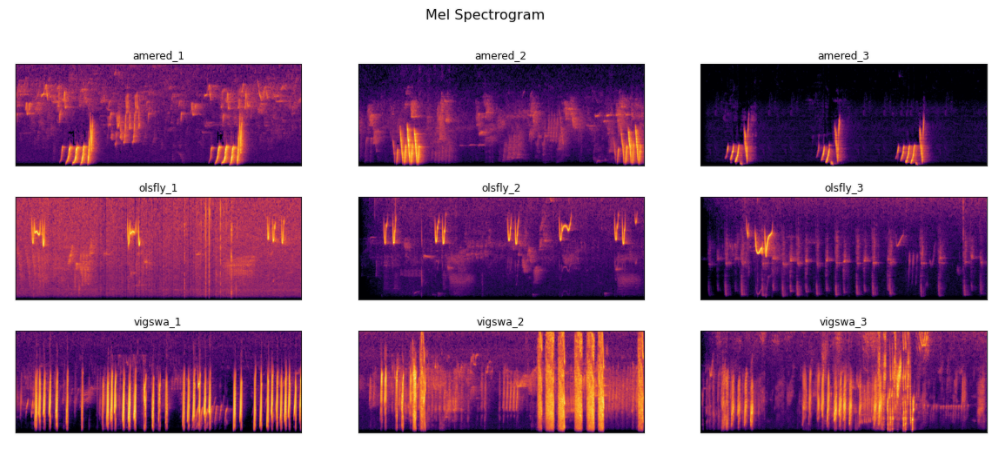 Mel Spectrogram
amered_1 amered_2 amered_3
olsfly_1 olsfly_2 olsfly_3
vigswa_1 vigswa_2 vigswa_3